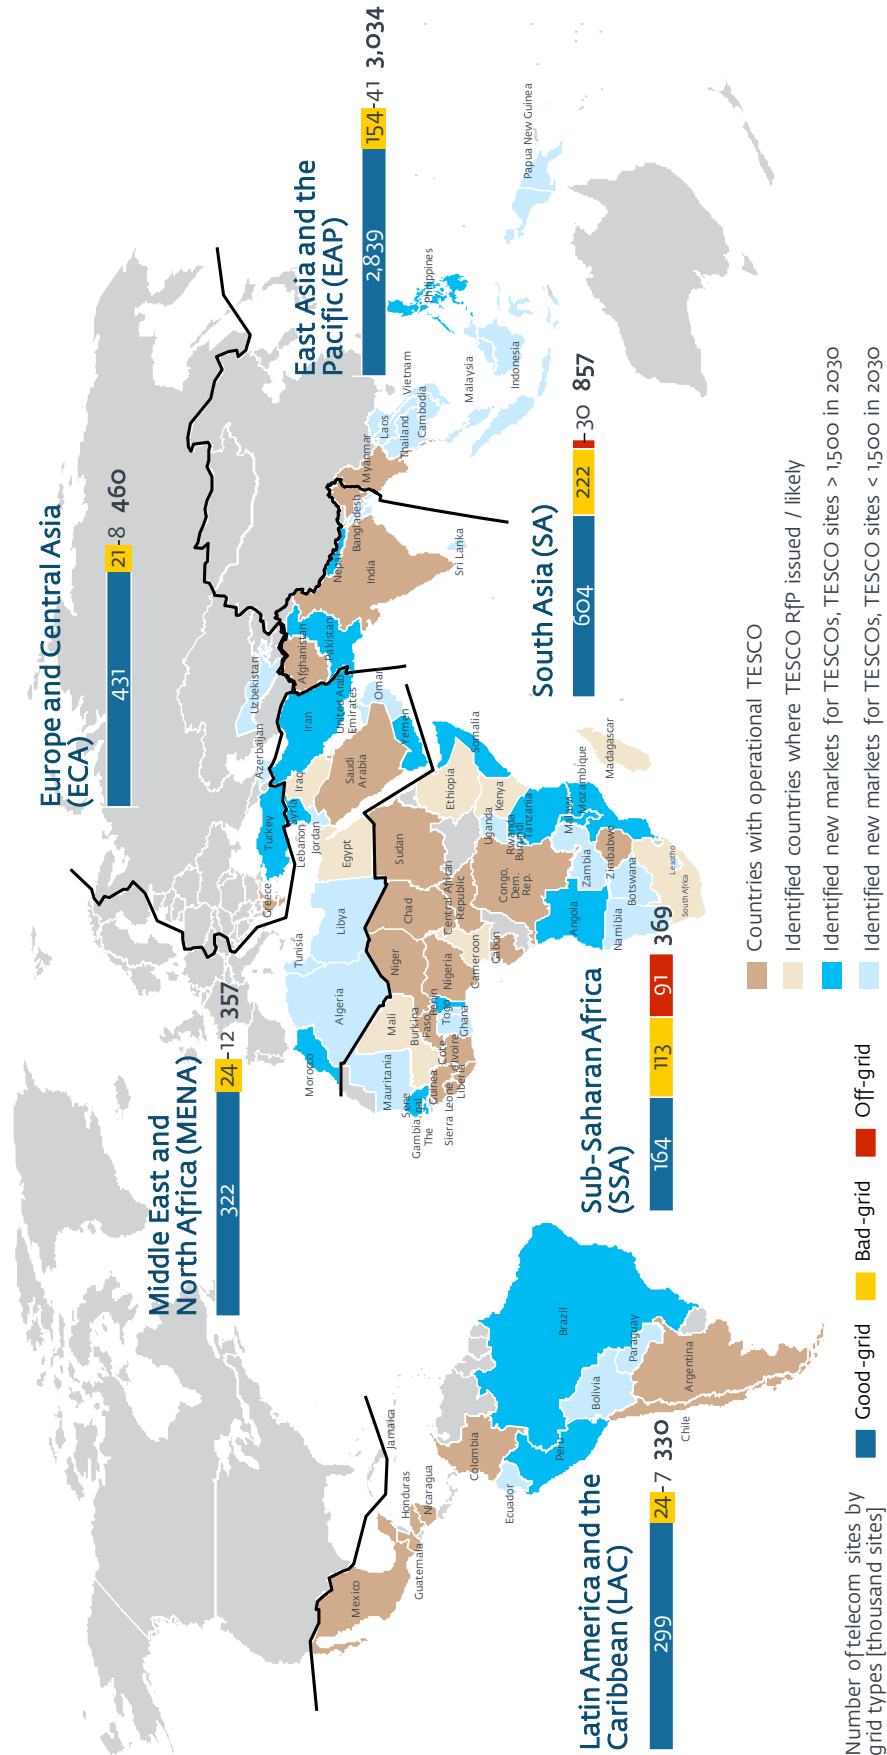 Europe and Central Asia
(ECA)
431
21
8
460
Middle East and
North Africa (MENA)
322
24
12
357
East Asia and the
Pacific (EAP)
2,839
154
41
3,034
South Asia (SA)
604
222
30
857
Sub-Saharan Africa
(SSA)
164
113
91
369
Latin America and the
Caribbean (LAC)
299
24
7
330
Mexico
Guatemala
Honduras
Nicaragua
Jamaica
Colombia
Ecuador
Peru
Brazil
Bolivia
Paraguay
Chile
Argentina
Morocco
Algeria
Tunisia
Libya
Egypt
Mauritania
Mali
Niger
Chad
Sudan
Sene
gal
Gambia,
The
Guinea
Sierra Leone
Liberia
Cote
d'Ivoire
Burkina
Faso
Ghana
Togo
Benin
Nigeria
Cameroon
Central African
Republic
Gabon
Congo,
Dem.
Rep.
Ethiopia
Somalia
Kenya
Uganda
Rwanda
Burundi
Tanzania
Angola
Zambia
Malawi
Mozambique
Zimbabwe
Botswana
Namibia
South Africa
Lesotho
Madagascar
Greece
Turkey
Azerbaijan
Uzbekistan
Syria
Lebanon
Jordan
Iraq
Iran
Saudi
Arabia
United Arab
Emirates
Oman
Yemen
Afghanistan
Pakistan
Nepal
India
Bangladesh
Sri Lanka
Myanmar
Laos
Thailand
Vietnam
Cambodia
Malaysia
Indonesia
Philippines
Papua New Guinea
Countries with operational TESCO
Identified countries where TESCO RfP issued / likely
Identified new markets for TESCOs, TESCO sites > 1,500 in 2030
Identified new markets for TESCOs, TESCO sites < 1,500 in 2030
Number of telecom sites by
grid types [thousand sites]
Good-grid
Bad-grid
Off-grid